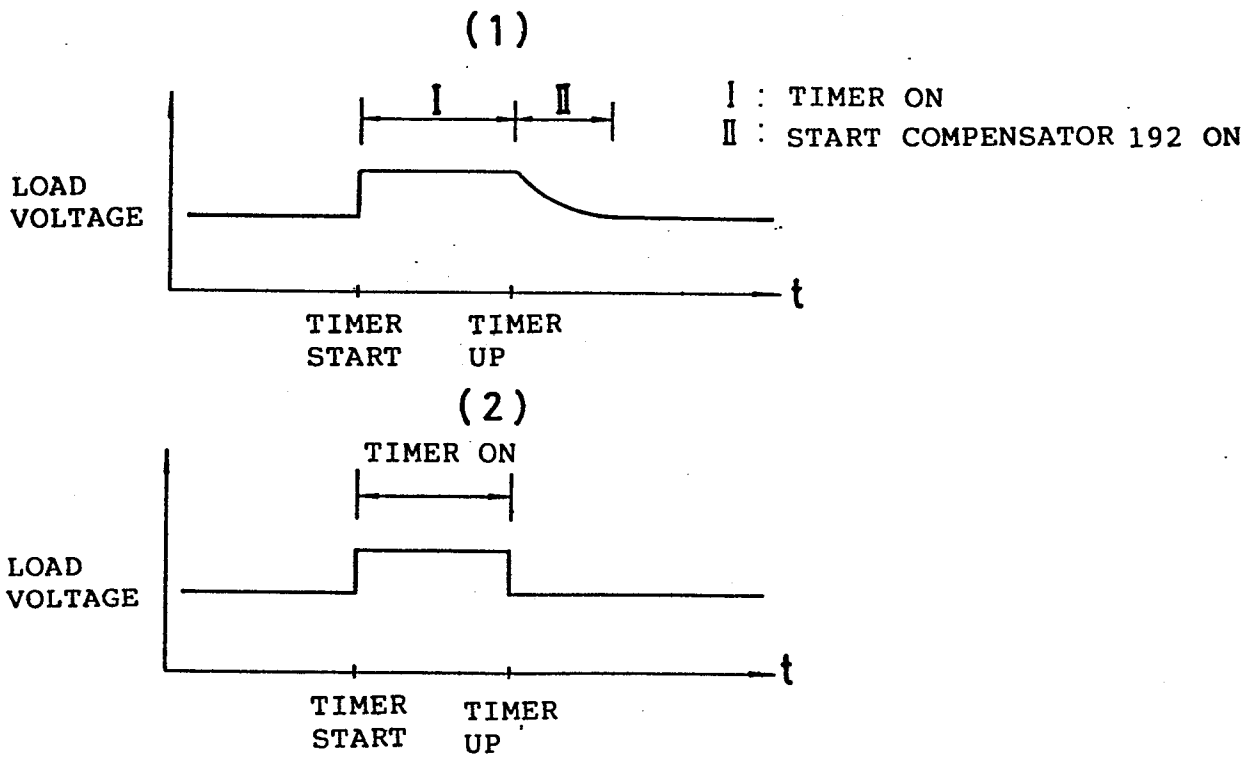 (1)
I II
I : TIMER ON
II : START COMPENSATOR 192 ON
LOAD
VOLTAGE
t
TIMER TIMER
START UP
(2)
TIMER ON
LOAD
VOLTAGE
t
TIMER TIMER
START UP